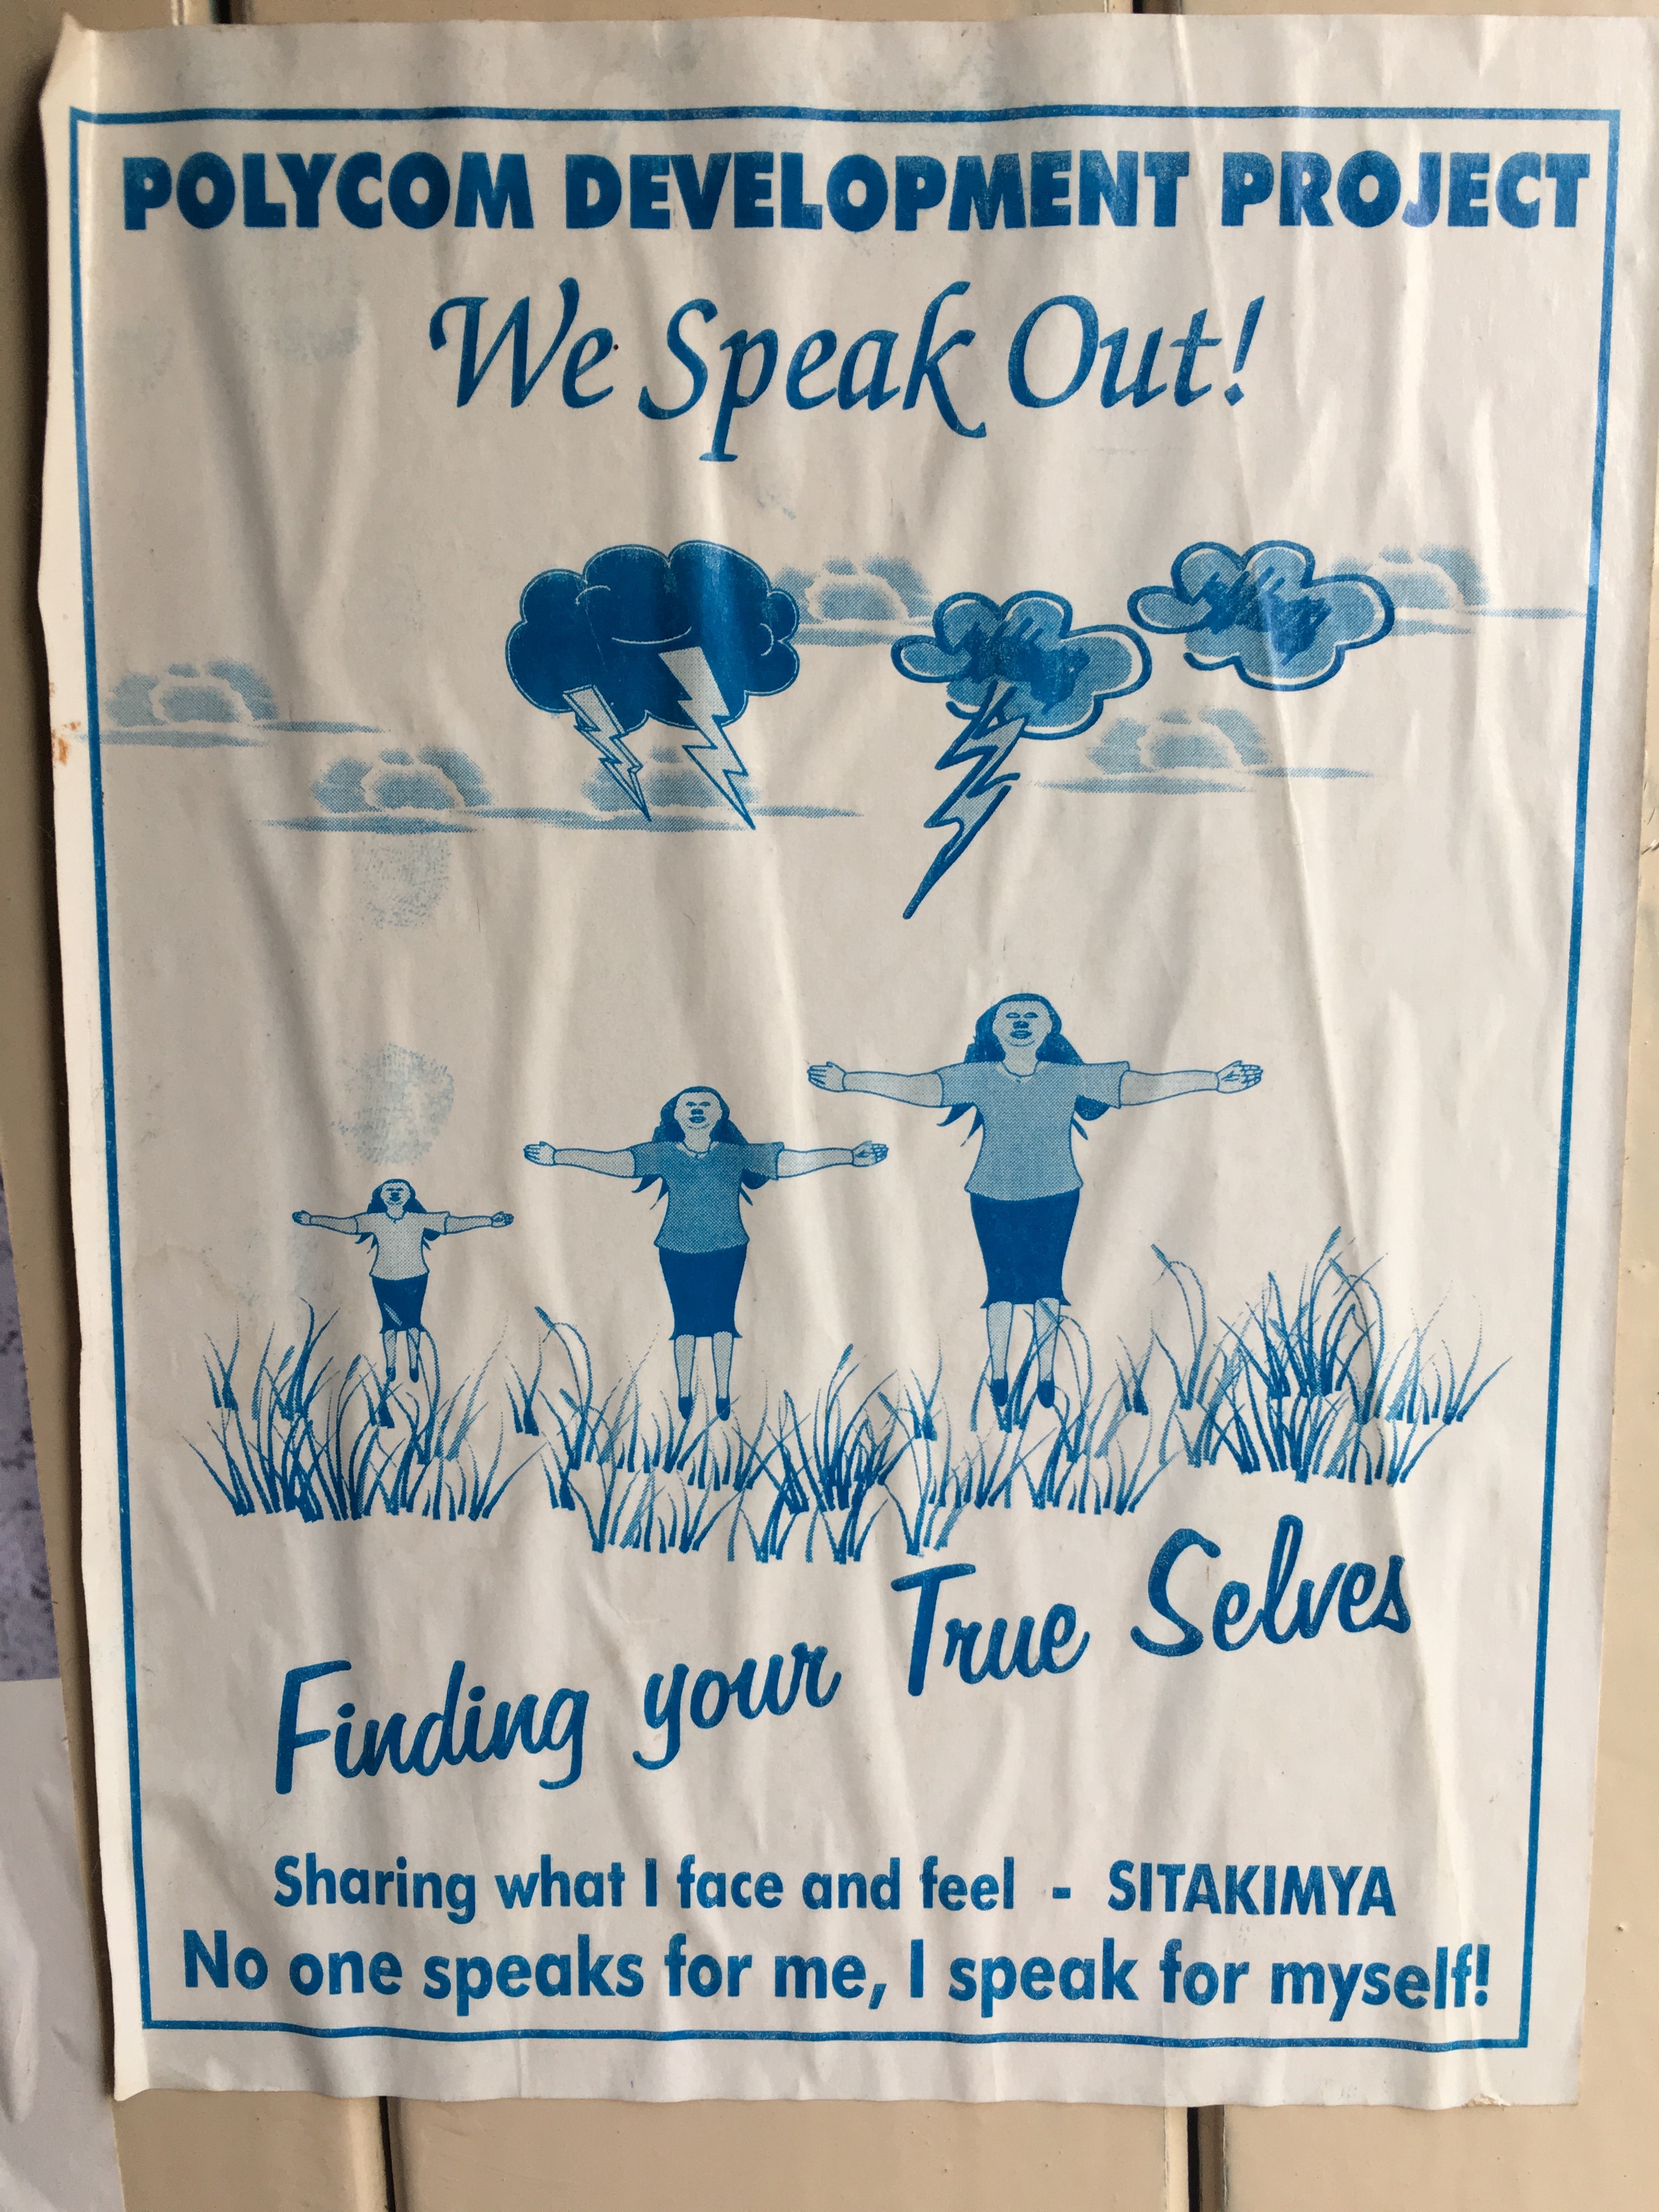 POLYCOM DEVELOPMENT PROJECT
We Speak Out!
Finding your True Selves
Sharing what I face and feel - SITAKIMYA
No one speaks for me, I speak for myself!